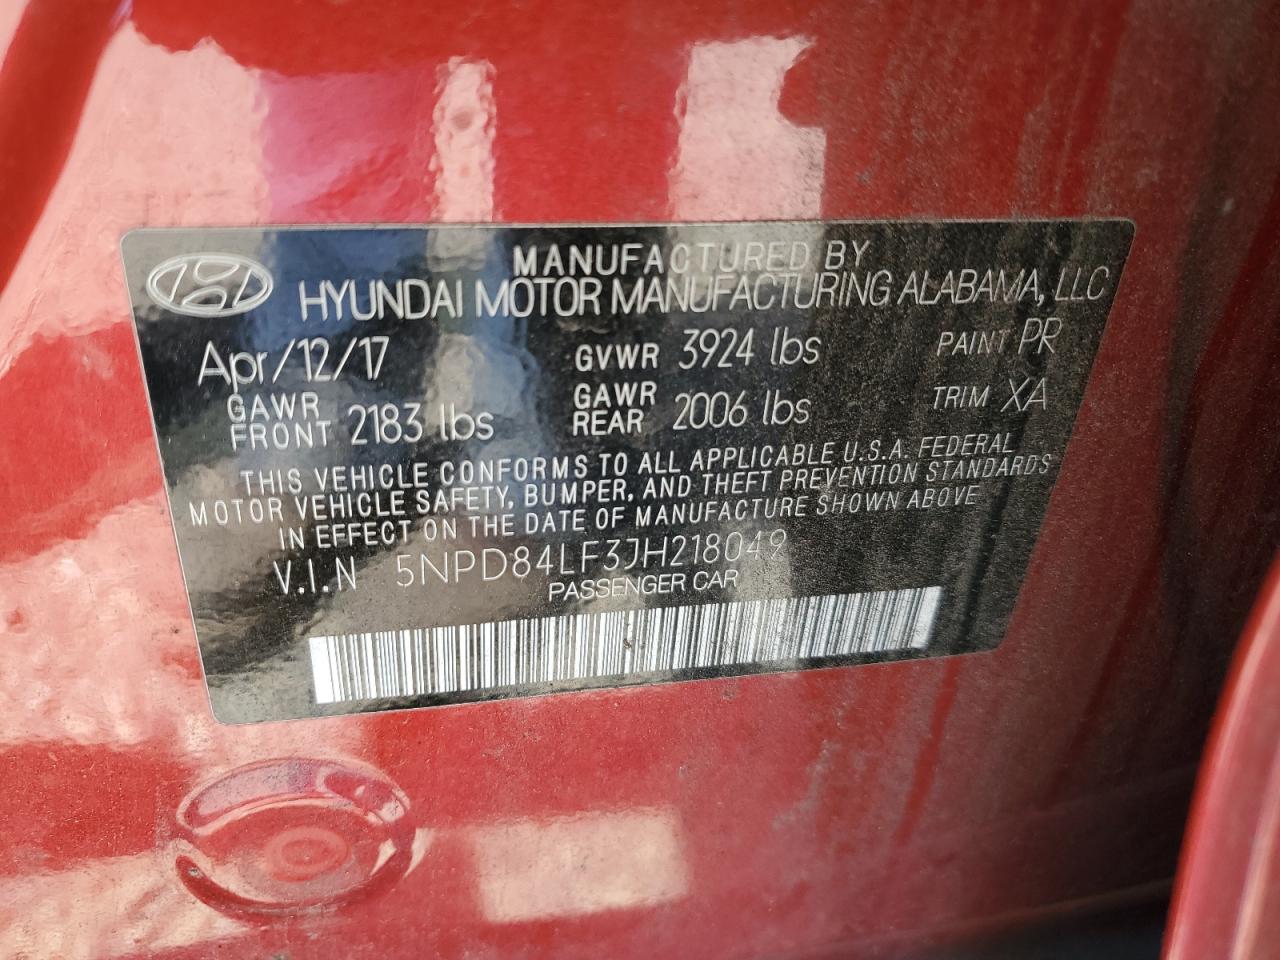 MANUFACTURED BY
HYUNDAI MOTOR MANUFACTURING ALABAMA, LLC
Apr/12/17 GVWR 3924 lbs PAINT PR
GAWR FRONT 2183 lbs GAWR REAR 2006 lbs TRIM XA
THIS VEHICLE CONFORMS TO ALL APPLICABLE U.S.A. FEDERAL
MOTOR VEHICLE SAFETY, BUMPER, AND THEFT PREVENTION STANDARDS
IN EFFECT ON THE DATE OF MANUFACTURE SHOWN ABOVE
V.I.N 5NPD84LF3JH218049
PASSENGER CAR